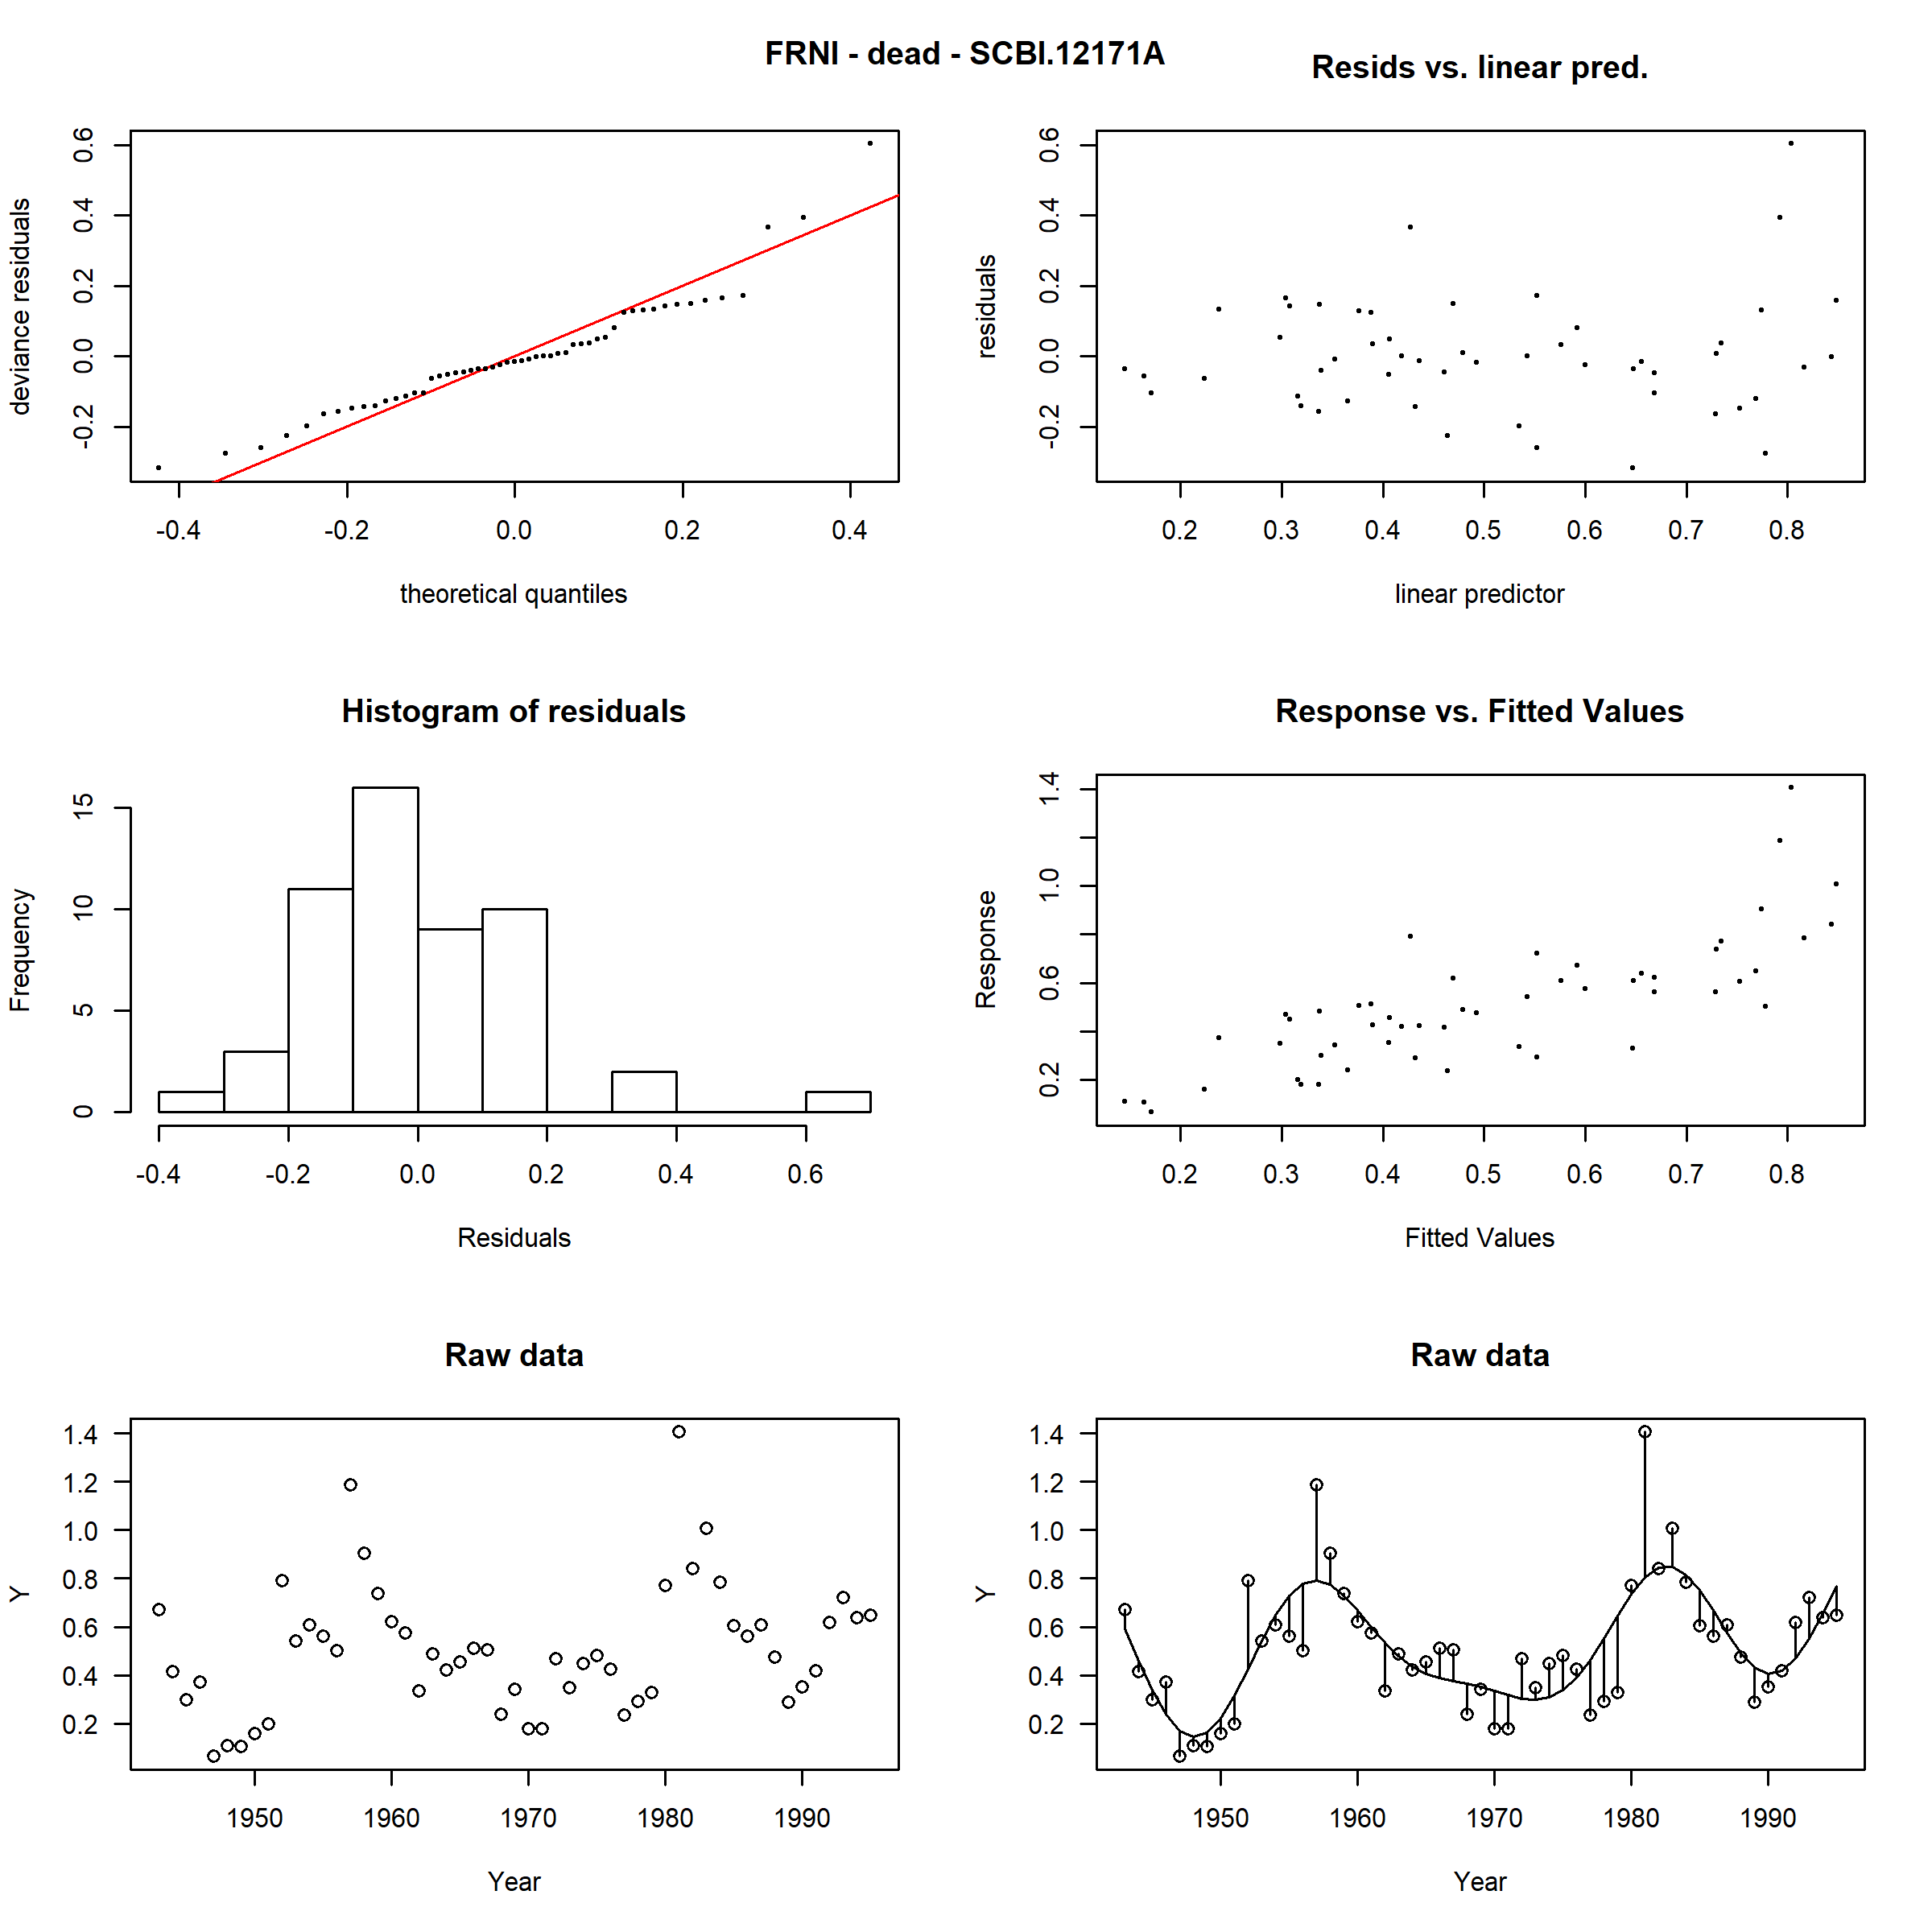 FRNI - dead - SCBI.12171A
Resids vs. linear pred.
deviance residuals
-0.2 0.0 0.2 0.4 0.6
-0.4 -0.2 0.0 0.2 0.4
theoretical quantiles
residuals
-0.2 0.0 0.2 0.4 0.6
0.2 0.3 0.4 0.5 0.6 0.7 0.8
linear predictor
Histogram of residuals
Frequency
0 5 10 15
-0.4 -0.2 0.0 0.2 0.4 0.6
Residuals
Response vs. Fitted Values
Response
0.2 0.6 1.0 1.4
0.2 0.3 0.4 0.5 0.6 0.7 0.8
Fitted Values
Raw data
Y
1.4
1.2
1.0
0.8
0.6
0.4
0.2
1950 1960 1970 1980 1990
Year
Raw data
Y
1.4
1.2
1.0
0.8
0.6
0.4
0.2
1950 1960 1970 1980 1990
Year